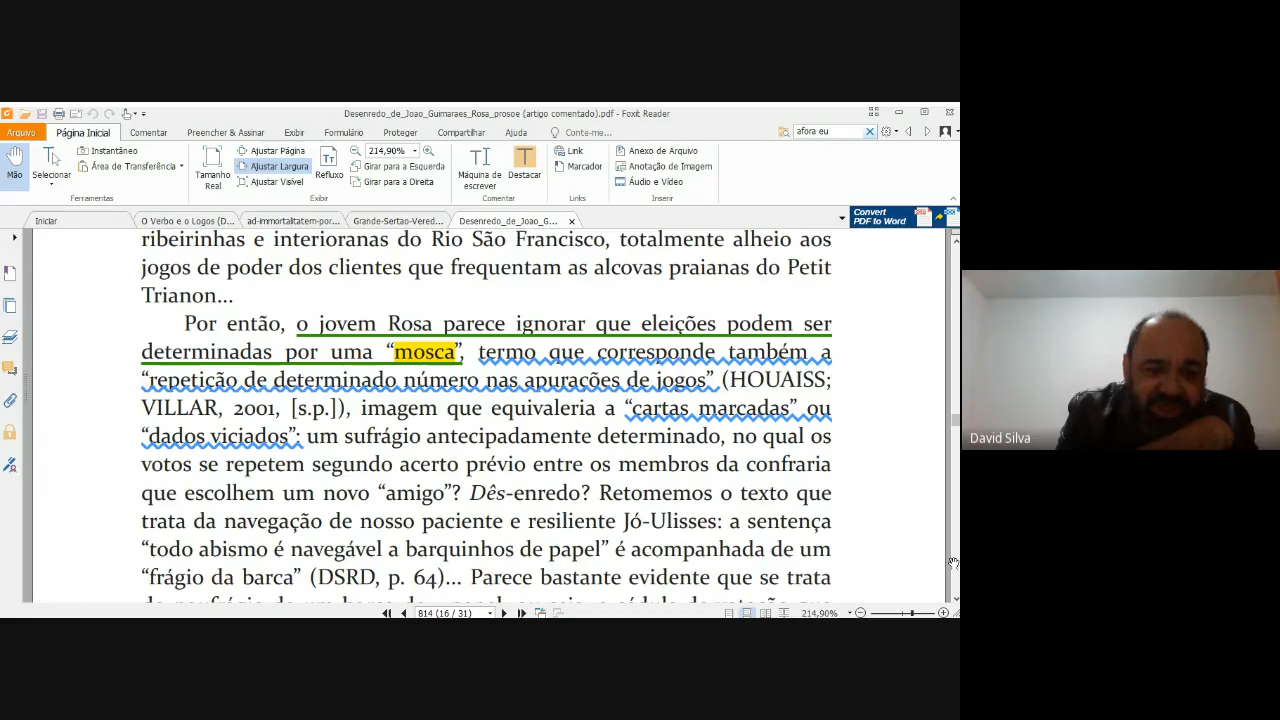 Desenredo_de_Joao_Guimaraes_Rosa_prosoe (artigo comentado).pdf - Foxit Reader
Arquivo Página Inicial Comentar Preencher & Assinar Exibir Formulário Proteger Compartilhar Ajuda Conte-me... afora eu
Mão
Selecionar
Instantâneo
Área de Transferência
Ferramentas
Tamanho Real
Ajustar Página
Ajustar Largura
Ajustar Visível
Refluxo
214,90%
Girar para a Esquerda
Girar para a Direita
Exibir
Máquina de escrever
Destacar
Comentar
Link
Marcador
Links
Anexo de Arquivo
Anotação de Imagem
Áudio e Vídeo
Inserir
Iniciar O Verbo e o Logos (D... ad-immortalitatem-por... Grande-Sertao-Vered... Desenredo_de_Joao_G...
Convert
PDF to Word
ribeirinhas e interioranas do Rio São Francisco, totalmente alheio aos
jogos de poder dos clientes que frequentam as alcovas praianas do Petit
Trianon...
Por então, o jovem Rosa parece ignorar que eleições podem ser
determinadas por uma “mosca”, termo que corresponde também a
“repetição de determinado número nas apurações de jogos” (HOUAISS;
VILLAR, 2001, [s.p.]), imagem que equivaleria a “cartas marcadas” ou
“dados viciados”: um sufrágio antecipadamente determinado, no qual os
votos se repetem segundo acerto prévio entre os membros da confraria
que escolhem um novo “amigo”? Dês-enredo? Retomemos o texto que
trata da navegação de nosso paciente e resiliente Jó-Ulisses: a sentença
“todo abismo é navegável a barquinhos de papel” é acompanhada de um
“frágio da barca” (DSRD, p. 64)... Parece bastante evidente que se trata
814 (16 / 31) 214,90%
David Silva